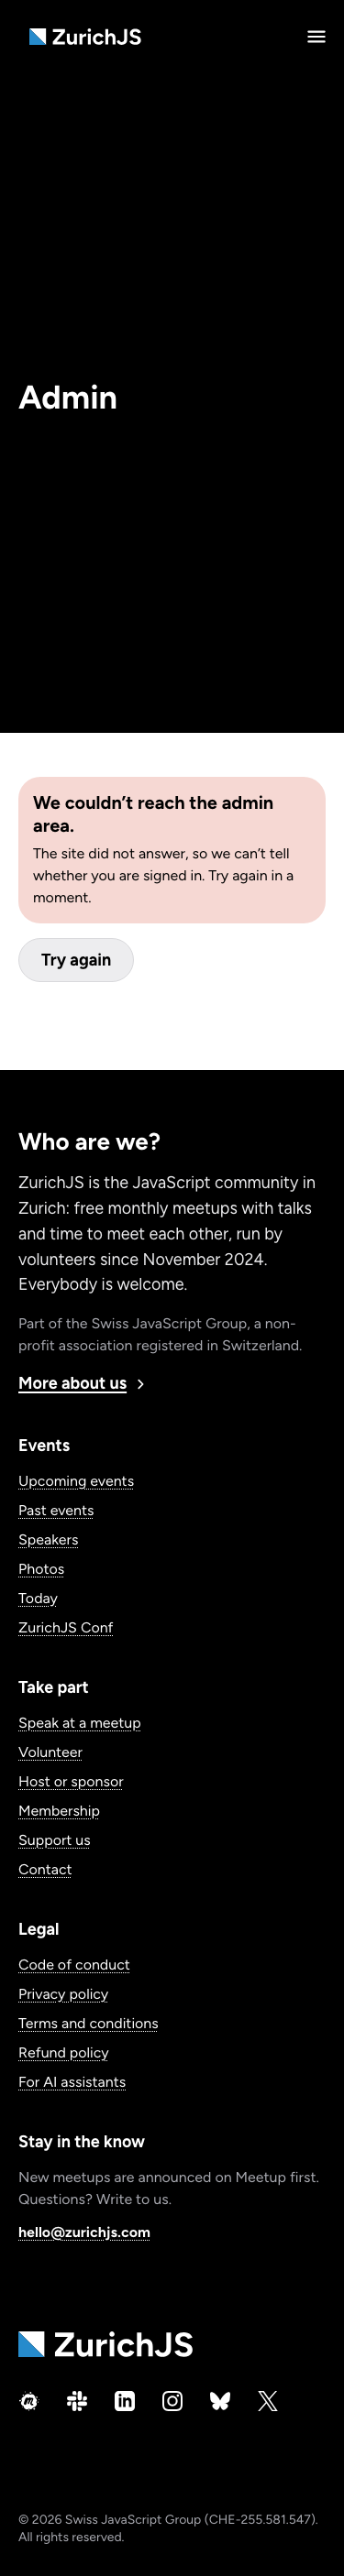 ZurichJS
Admin
We couldn’t reach the admin
area.
The site did not answer, so we can’t tell
whether you are signed in. Try again in a
moment.
Try again
Who are we?
ZurichJS is the JavaScript community in
Zurich: free monthly meetups with talks
and time to meet each other, run by
volunteers since November 2024.
Everybody is welcome.
Part of the Swiss JavaScript Group, a non-
profit association registered in Switzerland.
More about us
Events
Upcoming events
Past events
Speakers
Photos
Today
ZurichJS Conf
Take part
Speak at a meetup
Volunteer
Host or sponsor
Membership
Support us
Contact
Legal
Code of conduct
Privacy policy
Terms and conditions
Refund policy
For AI assistants
Stay in the know
New meetups are announced on Meetup first.
Questions? Write to us.
hello@zurichjs.com
ZurichJS
© 2026 Swiss JavaScript Group (CHE-255.581.547).
All rights reserved.